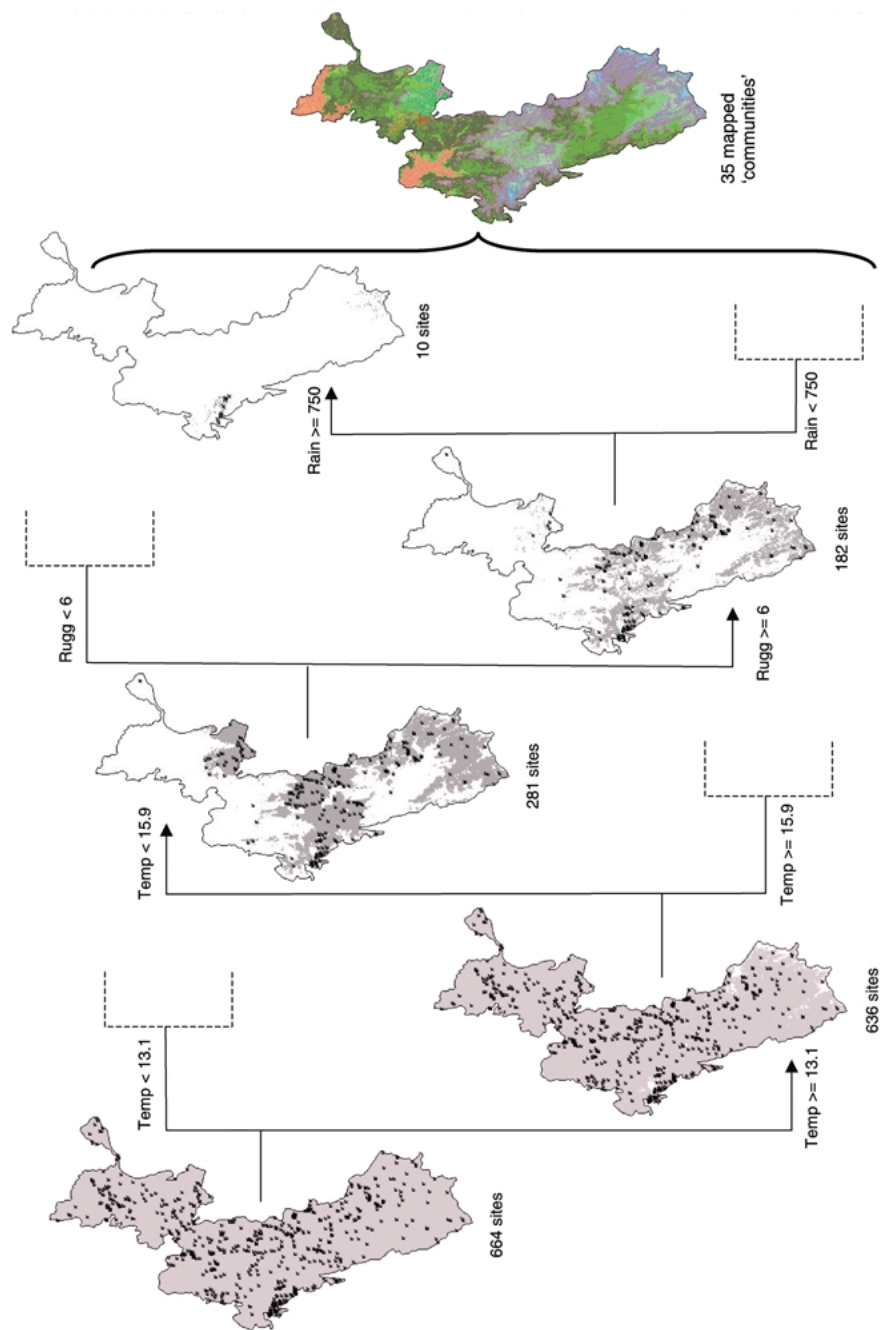 664 sites
Temp < 13.1
Temp >= 13.1
636 sites
Temp < 15.9
Temp >= 15.9
281 sites
Rugg < 6
Rugg >= 6
182 sites
Rain >= 750
Rain < 750
10 sites
35 mapped
'communities'